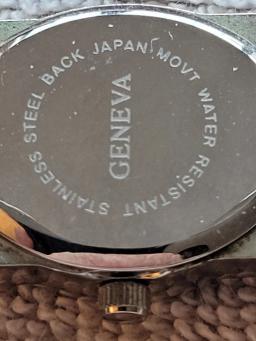 STAINLESS STEEL BACK JAPAN MOVT WATER RESISTANT
GENEVA